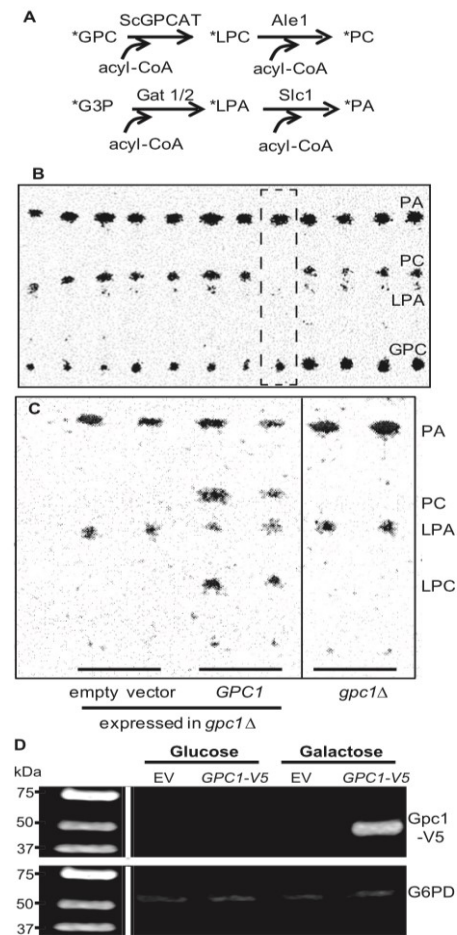 A
ScGPCAT Ale1
*GPC *LPC *PC
acyl-CoA acyl-CoA
Gat 1/2 Slc1
*G3P *LPA *PA
acyl-CoA acyl-CoA
B
PA
PC
LPA
GPC
C
PA
PC
LPA
LPC
empty vector GPC1 gpc1Δ
expressed in gpc1Δ
D
Glucose Galactose
kDa EV GPC1-V5 EV GPC1-V5
75
50
37
Gpc1
-V5
75
50
37
G6PD